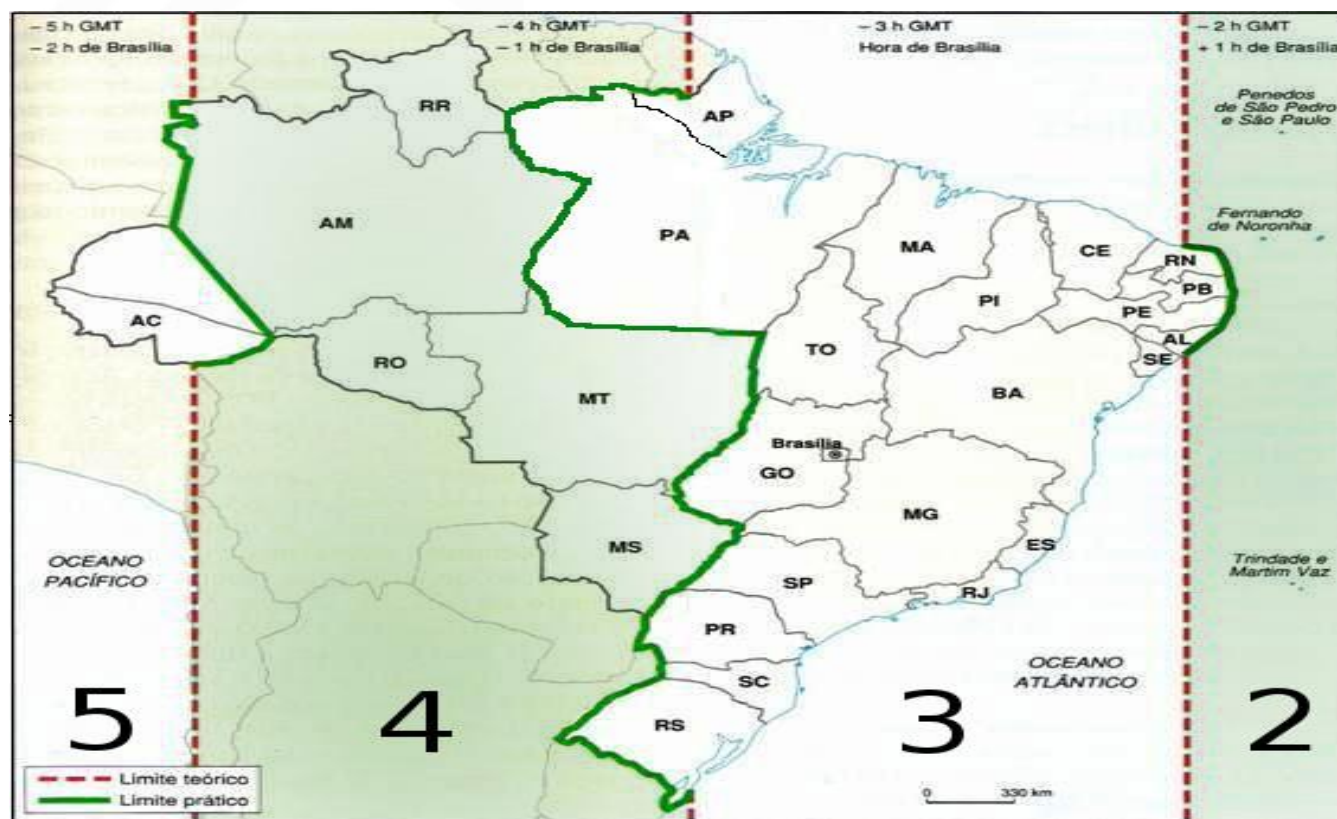 – 5 h GMT
– 2 h de Brasília
– 4 h GMT
– 1 h de Brasília
– 3 h GMT
Hora de Brasília
– 2 h GMT
+ 1 h de Brasília
Penedos
de São Pedro
e São Paulo
RR
AP
Fernando
de Noronha
AM
PA
MA
CE
RN
PB
PI
PE
AC
AL
SE
RO
TO
MT
BA
Brasília
GO
MG
MS
ES
OCEANO
PACÍFICO
SP
RJ
Trindade e
Martim Vaz
PR
SC
OCEANO
ATLÂNTICO
RS
5
4
3
2
Limite teórico
Limite prático
0 330 km